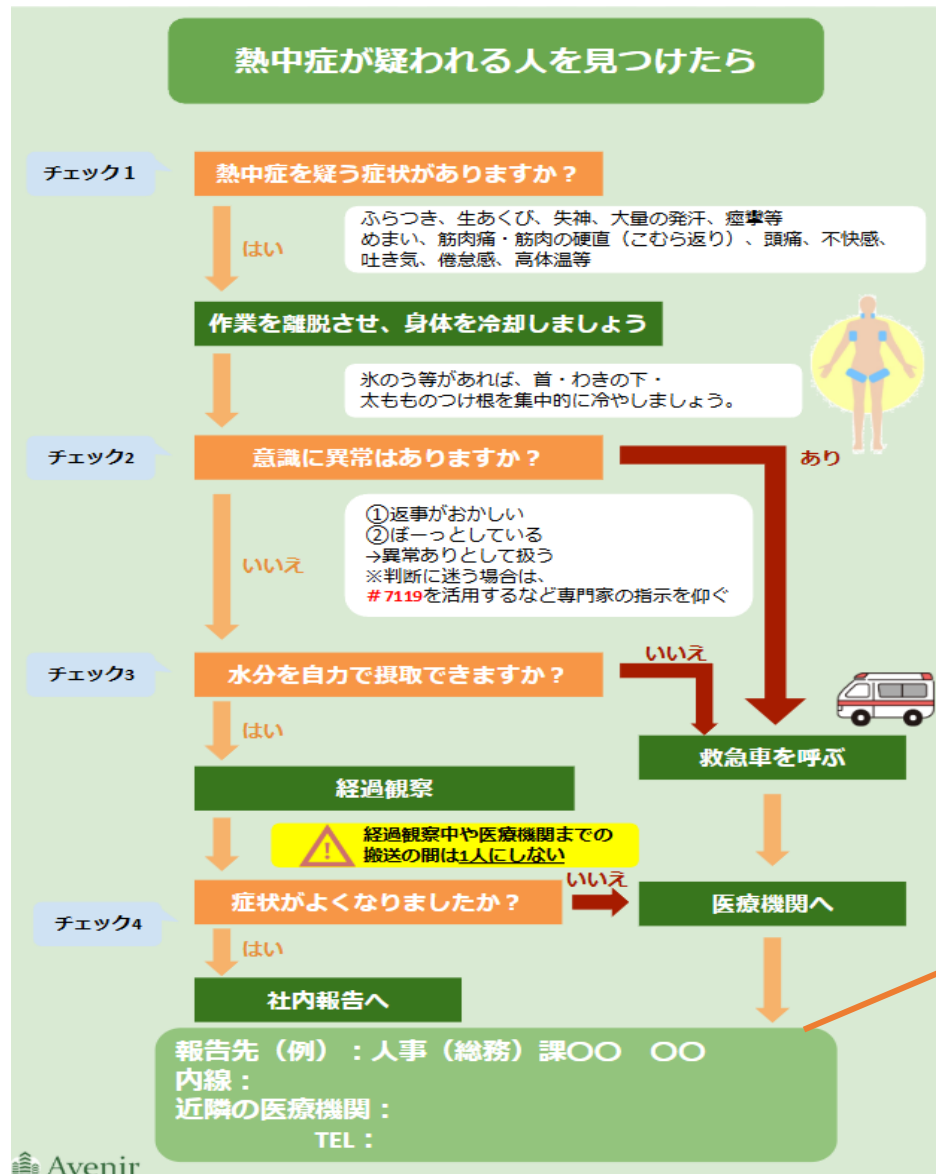 熱中症が疑われる人を見つけたら
チェック1
熱中症を疑う症状がありますか？
はい
ふらつき、生あくび、失神、大量の発汗、痙攣等
めまい、筋肉痛・筋肉の硬直（こむら返り）、頭痛、不快感、
吐き気、倦怠感、高体温等
作業を離脱させ、身体を冷却しましょう
氷のう等があれば、首・わきの下・
太もものつけ根を集中的に冷やしましょう。
チェック2
意識に異常はありますか？
あり
①返事がおかしい
②ぼーっとしている
→異常ありとして扱う
※判断に迷う場合は、
＃7119を活用するなど専門家の指示を仰ぐ
いいえ
チェック3
水分を自力で摂取できますか？
いいえ
はい
救急車を呼ぶ
経過観察
経過観察中や医療機関までの
搬送の間は1人にしない
チェック4
症状がよくなりましたか？
いいえ
医療機関へ
はい
社内報告へ
報告先（例）：人事（総務）課〇〇　〇〇
内線：
近隣の医療機関：
TEL：
Avenir